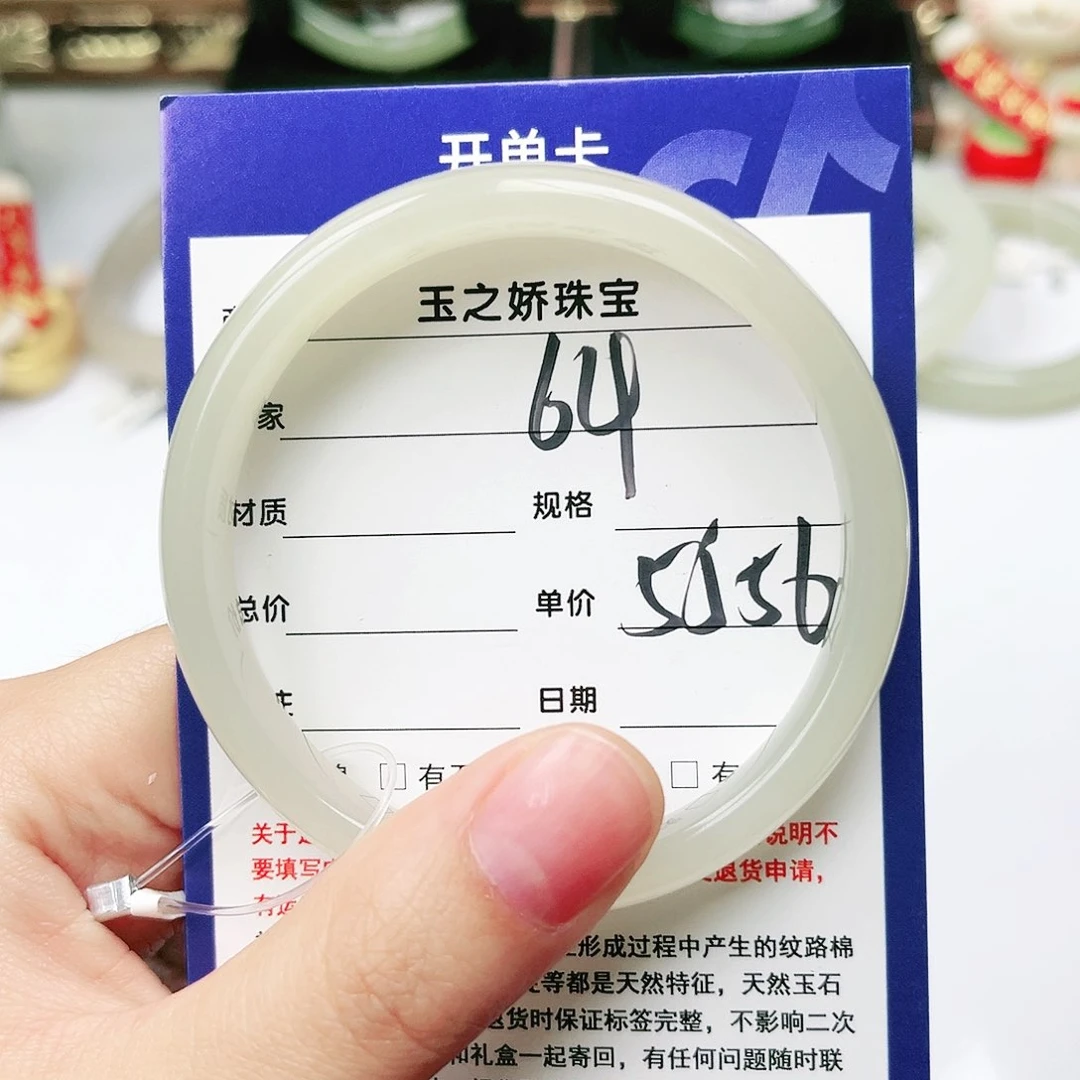 开单卡
玉之娇珠宝
家 64
材质 规格
总价 单价 5856
日期
有 有
关于 说明不
要填写 退货申请,
有
形成过程中产生的纹路棉
等都是天然特征，天然玉石
退货时保证标签完整，不影响二次
和礼盒一起寄回，有任何问题随时联